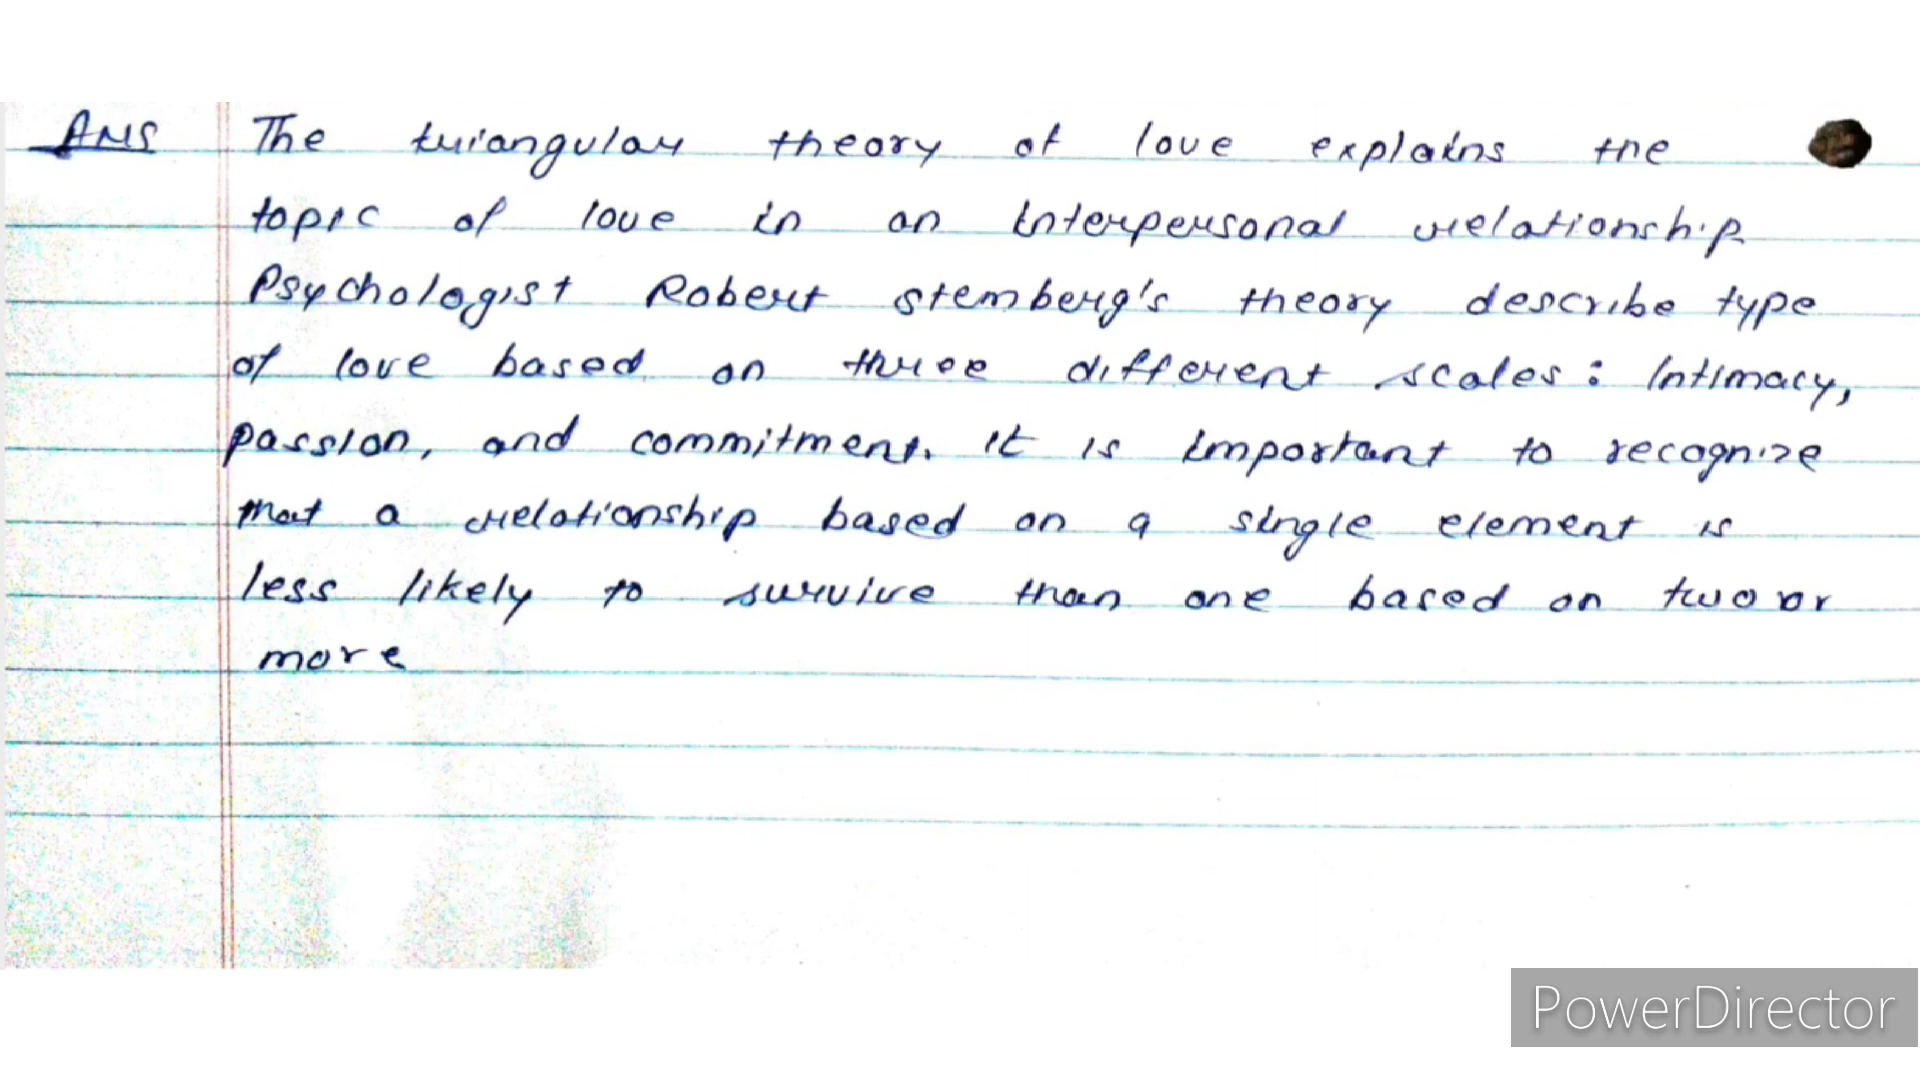 Ans The triangular theory of love explains the
topic of love in an interpersonal relationship
Psychologist Robert stemberg's theory describe type
of love based on three different scales: Intimacy,
passion, and commitment. It is important to recognize
that a relationship based on a single element is
less likely to survive than one based on two or
more
PowerDirector